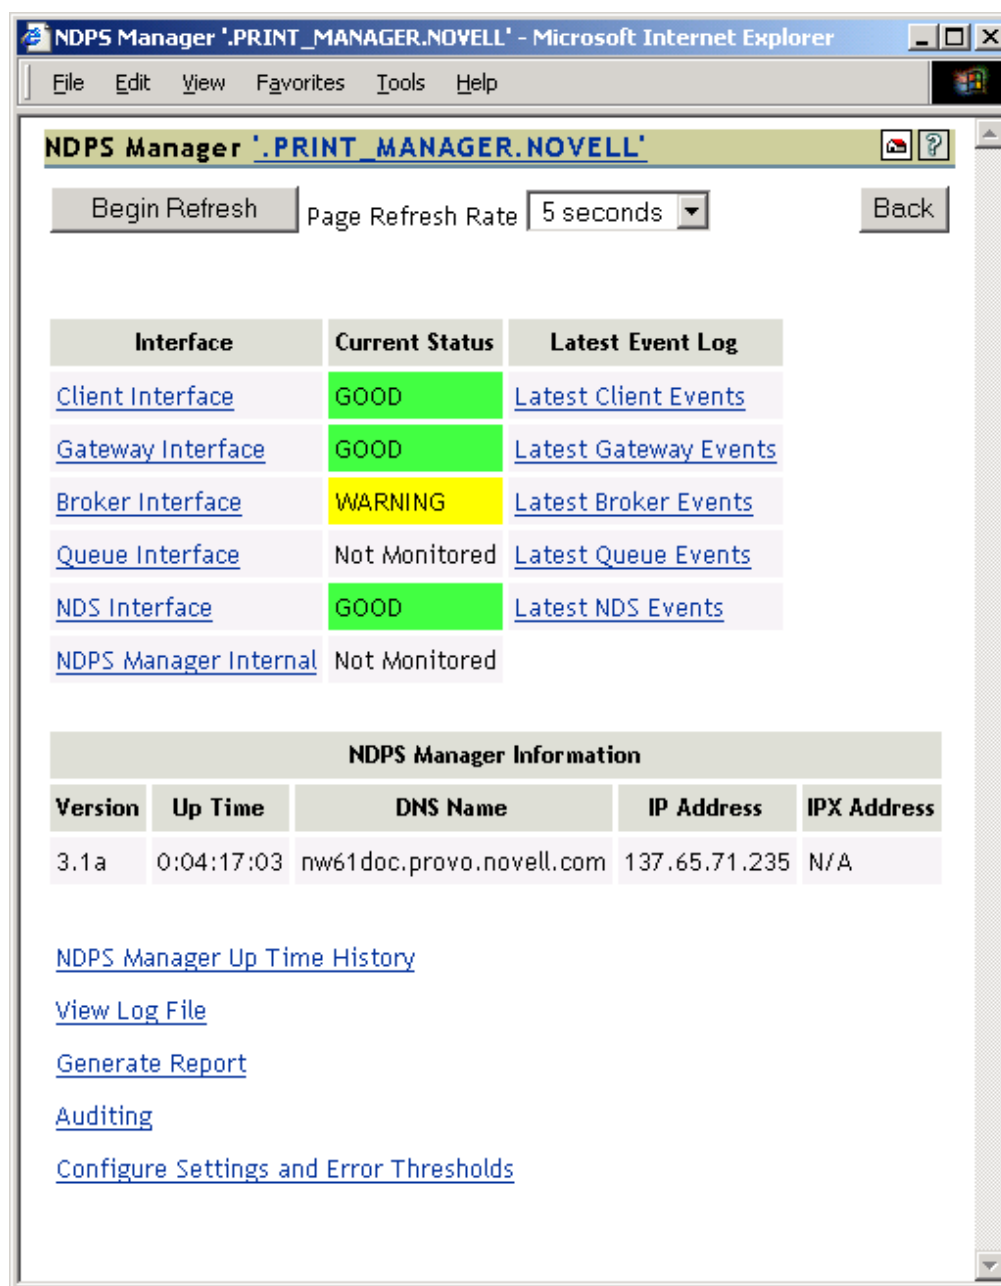 NDPS Manager '.PRINT_MANAGER.NOVELL' - Microsoft Internet Explorer
File Edit View Favorites Tools Help
NDPS Manager '.PRINT_MANAGER.NOVELL' ?
Begin Refresh Page Refresh Rate 5 seconds Back
Interface Current Status Latest Event Log
Client Interface GOOD Latest Client Events
Gateway Interface GOOD Latest Gateway Events
Broker Interface WARNING Latest Broker Events
Queue Interface Not Monitored Latest Queue Events
NDS Interface GOOD Latest NDS Events
NDPS Manager Internal Not Monitored
NDPS Manager Information
Version Up Time DNS Name IP Address IPX Address
3.1a 0:04:17:03 nw61doc.provo.novell.com 137.65.71.235 N/A
NDPS Manager Up Time History
View Log File
Generate Report
Auditing
Configure Settings and Error Thresholds